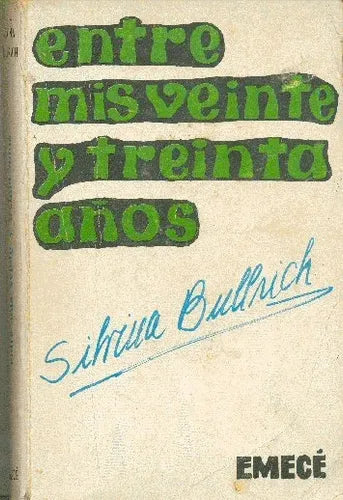 entre
mis veinte
y treinta
años
Silvina Bullrich
EMECÉ